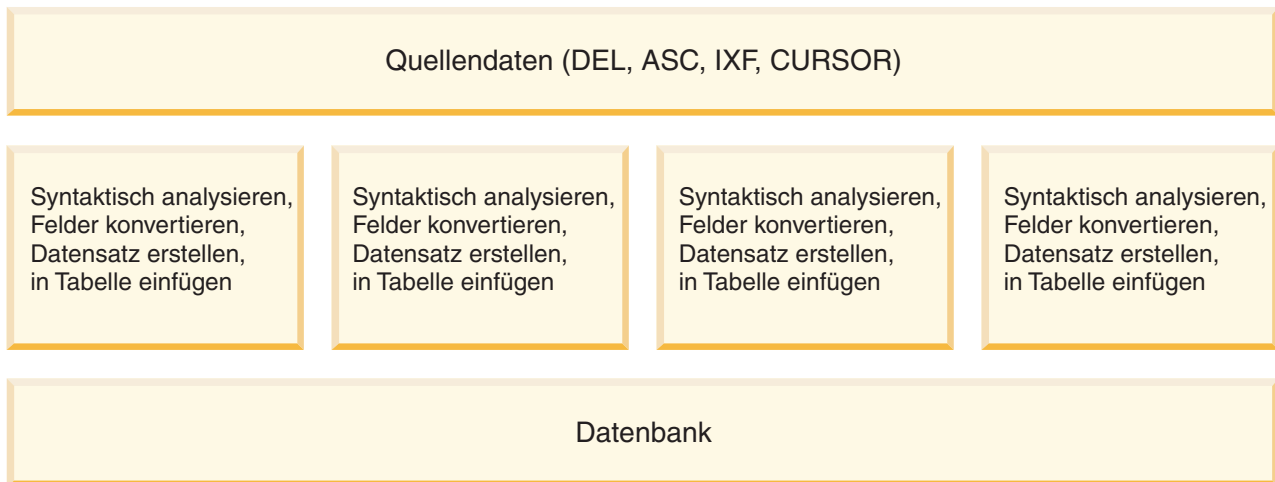 Quellendaten (DEL, ASC, IXF, CURSOR)
Syntaktisch analysieren,
Felder konvertieren,
Datensatz erstellen,
in Tabelle einfügen
Syntaktisch analysieren,
Felder konvertieren,
Datensatz erstellen,
in Tabelle einfügen
Syntaktisch analysieren,
Felder konvertieren,
Datensatz erstellen,
in Tabelle einfügen
Syntaktisch analysieren,
Felder konvertieren,
Datensatz erstellen,
in Tabelle einfügen
Datenbank